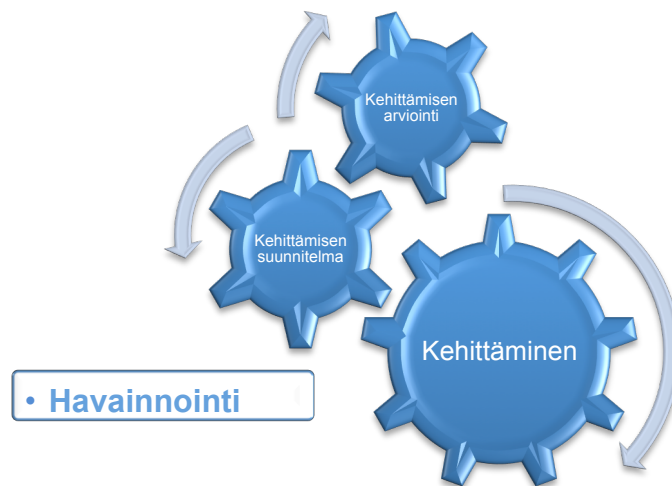 Kehittämisen
arviointi
Kehittämisen
suunnitelma
Kehittäminen
• Havainnointi